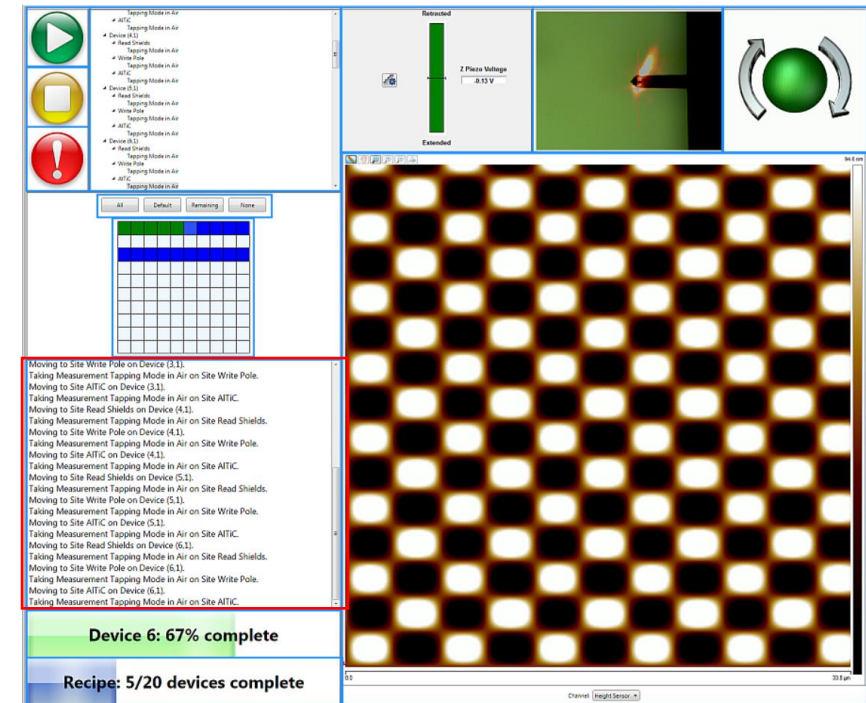 Tapping Mode in Air
AlTiC
Tapping Mode in Air
Device (4,1)
Read Shields
Tapping Mode in Air
Write Pole
Tapping Mode in Air
AlTiC
Tapping Mode in Air
Device (5,1)
Read Shields
Tapping Mode in Air
Write Pole
Tapping Mode in Air
AlTiC
Tapping Mode in Air
Device (6,1)
Read Shields
Tapping Mode in Air
Write Pole
Tapping Mode in Air
AlTiC
Tapping Mode in Air
Retracted
Z Piezo Voltage
-9.13 V
Extended
All Default Remaining None
Moving to Site Write Pole on Device (3,1).
Taking Measurement Tapping Mode in Air on Site Write Pole.
Moving to Site AlTiC on Device (3,1).
Taking Measurement Tapping Mode in Air on Site AlTiC.
Moving to Site Read Shields on Device (4,1).
Taking Measurement Tapping Mode in Air on Site Read Shields.
Moving to Site Write Pole on Device (4,1).
Taking Measurement Tapping Mode in Air on Site Write Pole.
Moving to Site AlTiC on Device (4,1).
Taking Measurement Tapping Mode in Air on Site AlTiC.
Moving to Site Read Shields on Device (5,1).
Taking Measurement Tapping Mode in Air on Site Read Shields.
Moving to Site Write Pole on Device (5,1).
Taking Measurement Tapping Mode in Air on Site Write Pole.
Moving to Site AlTiC on Device (5,1).
Taking Measurement Tapping Mode in Air on Site AlTiC.
Moving to Site Read Shields on Device (6,1).
Taking Measurement Tapping Mode in Air on Site Read Shields.
Moving to Site Write Pole on Device (6,1).
Taking Measurement Tapping Mode in Air on Site Write Pole.
Moving to Site AlTiC on Device (6,1).
Taking Measurement Tapping Mode in Air on Site AlTiC.
Device 6: 67% complete
Recipe: 5/20 devices complete
0.0
Channel: Height Sensor